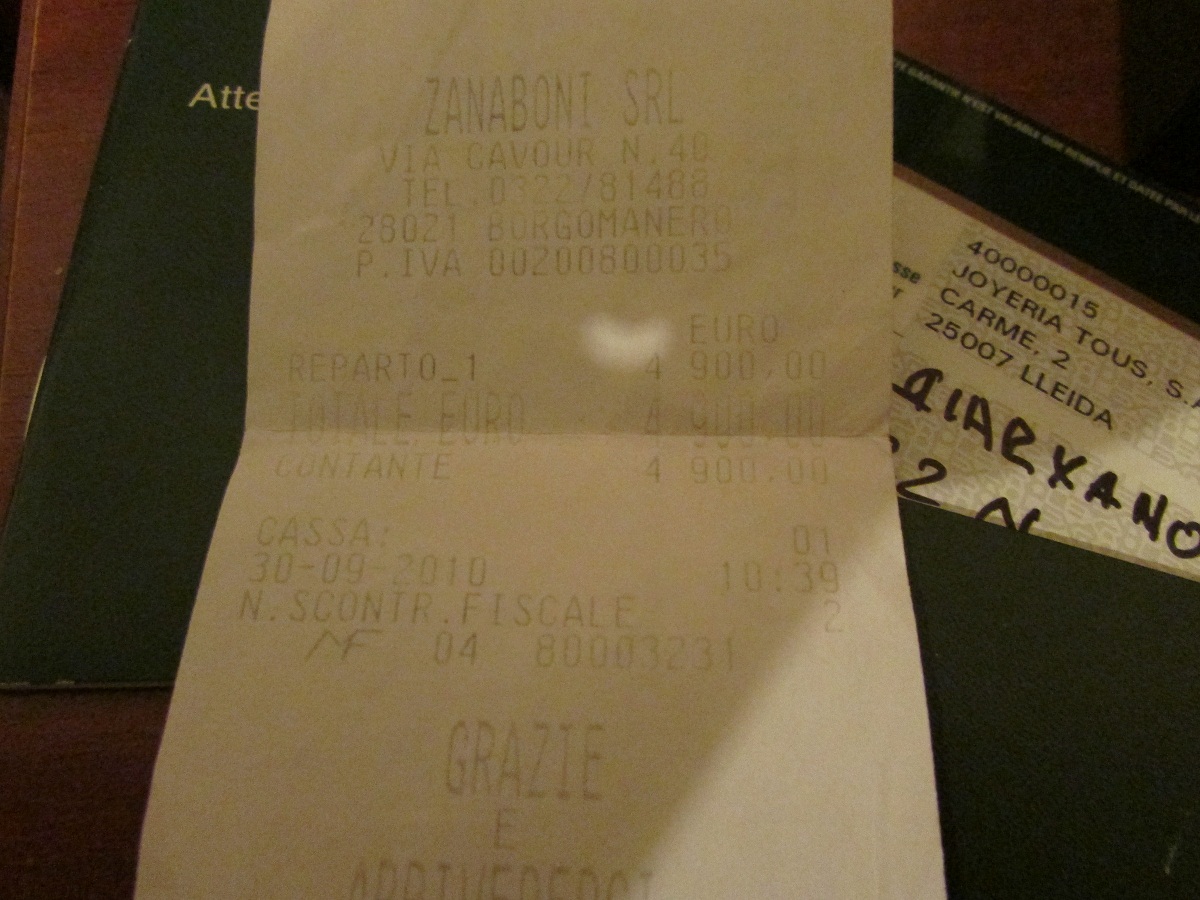 ZANABONI SRL
VIA CAVOUR N.40
TEL.0322/81488
28021 BORGOMANERO
P.IVA 00200800035
EURO
REPARTO_1 4 900,00
TOTALE EURO 4 900.00
CONTANTE 4 900.00
CASSA: 01
30-09-2010 10:39
N.SCONTR.FISCALE 2
MF 04 80003231
GRAZIE
E
ARRIVEDERCI
Atte
40000015
JOYERIA TOUS, S.A
CARME, 2
25007 LLEIDA